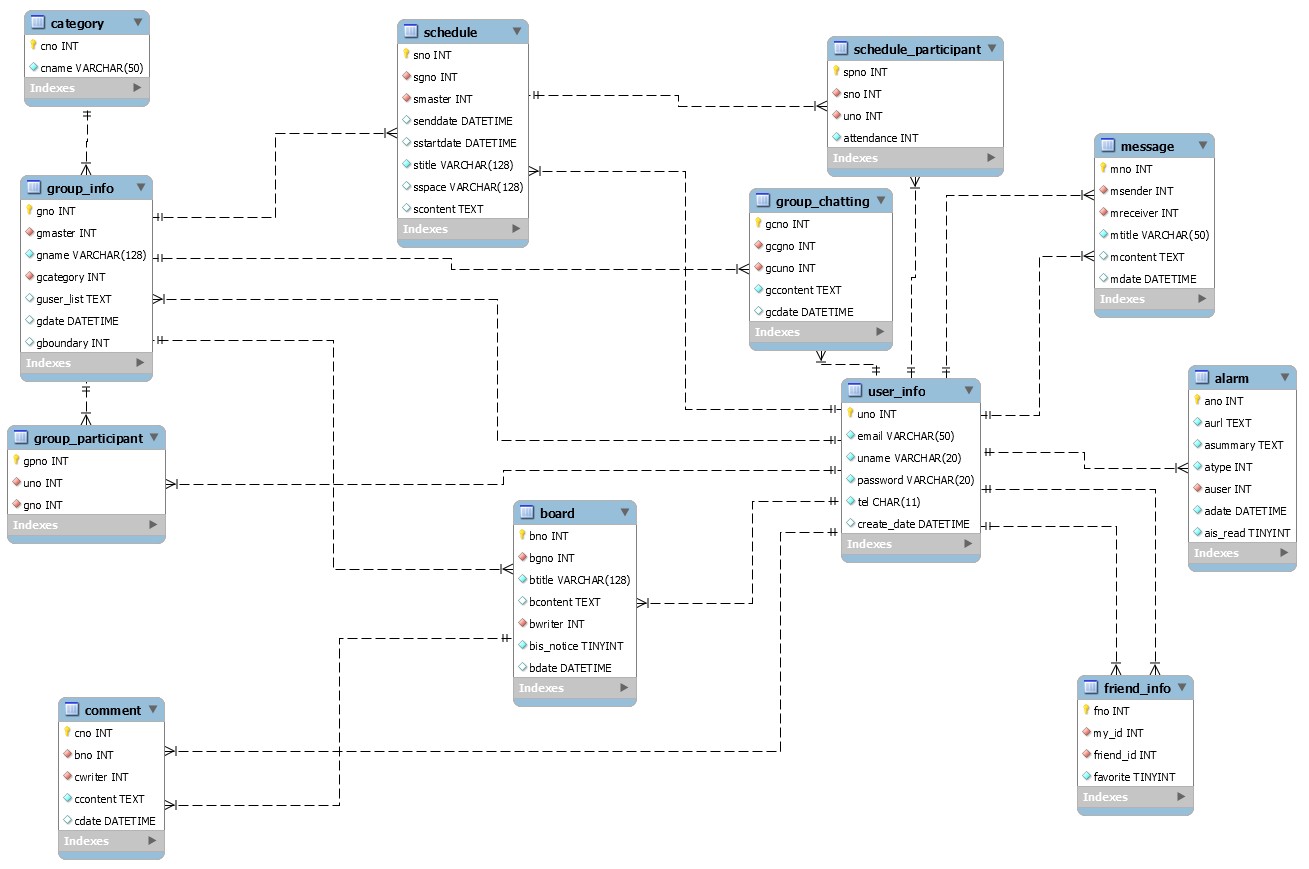 category
cno INT
cname VARCHAR(50)
Indexes
schedule
sno INT
sgno INT
smaster INT
senddate DATETIME
sstartdate DATETIME
stitle VARCHAR(128)
sspace VARCHAR(128)
scontent TEXT
Indexes
schedule_participant
spno INT
sno INT
uno INT
attendance INT
Indexes
message
mno INT
msender INT
mreceiver INT
mtitle VARCHAR(50)
mcontent TEXT
mdate DATETIME
Indexes
group_info
gno INT
gmaster INT
gname VARCHAR(128)
gcategory INT
guser_list TEXT
gdate DATETIME
gboundary INT
Indexes
group_chatting
gcno INT
gcgno INT
gcuno INT
gccontent TEXT
gcdate DATETIME
Indexes
user_info
uno INT
email VARCHAR(50)
uname VARCHAR(20)
password VARCHAR(20)
tel CHAR(11)
create_date DATETIME
Indexes
alarm
ano INT
aurl TEXT
asummary TEXT
atype INT
auser INT
adate DATETIME
ais_read TINYINT
Indexes
group_participant
gpno INT
uno INT
gno INT
Indexes
board
bno INT
bgno INT
btitle VARCHAR(128)
bcontent TEXT
bwriter INT
bis_notice TINYINT
bdate DATETIME
Indexes
comment
cno INT
bno INT
cwriter INT
ccontent TEXT
cdate DATETIME
Indexes
friend_info
fno INT
my_id INT
friend_id INT
favorite TINYINT
Indexes